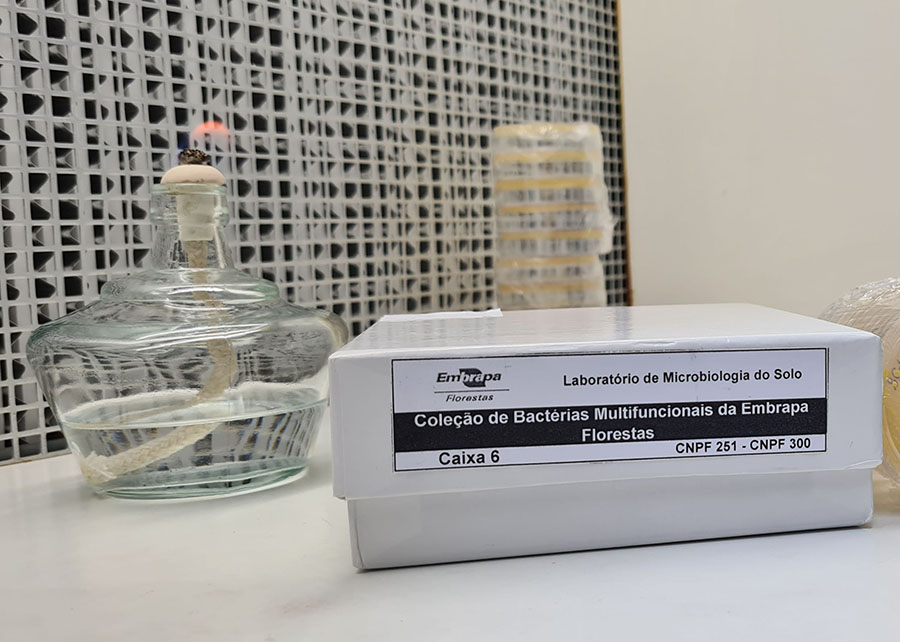 Embrapa
Florestas
Laboratório de Microbiologia do Solo
Coleção de Bactérias Multifuncionais da Embrapa
Florestas
Caixa 6
CNPF 251 - CNPF 300